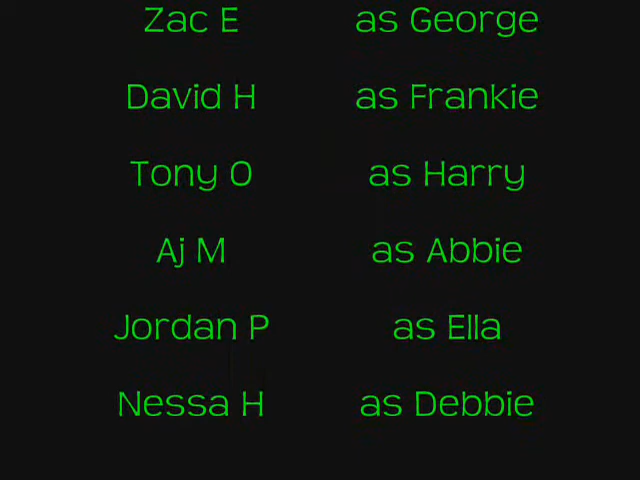 Zac E as George
David H as Frankie
Tony O as Harry
Aj M as Abbie
Jordan P as Ella
Nessa H as Debbie